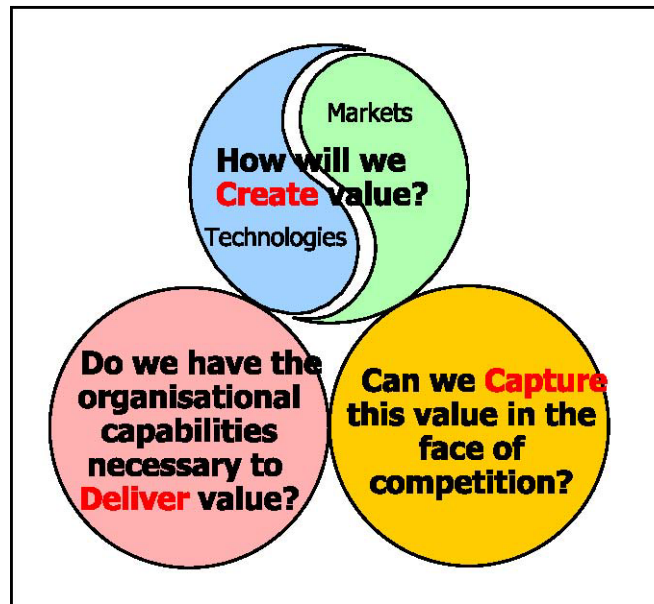 Markets
How will we
Create value?
Technologies
Do we have the
organisational
capabilities
necessary to
Deliver value?
Can we Capture
this value in the
face of
competition?